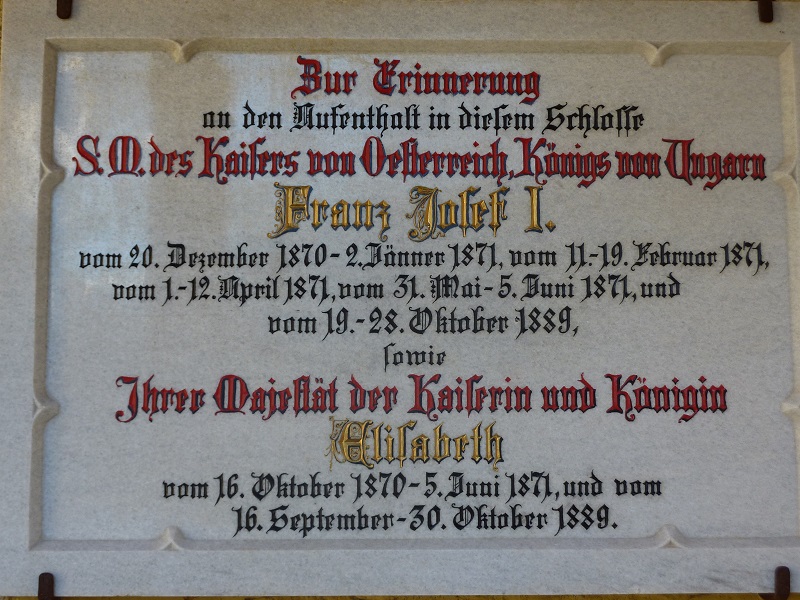 Zur Erinnerung
an den Aufenthalt in diesem Schlosse
S. M. des Kaisers von Oesterreich, Königs von Ungarn
Franz Josef I.
vom 20. Dezember 1870 - 2. Jänner 1871, vom 11.-19. Februar 1871,
vom 1.-12. April 1871, vom 31. Mai - 5. Juni 1871, und
vom 19.-28. Oktober 1889,
sowie
Ihrer Majestät der Kaiserin und Königin
Elisabeth
vom 16. Oktober 1870 - 5. Juni 1871, und vom
16. September - 30. Oktober 1889.